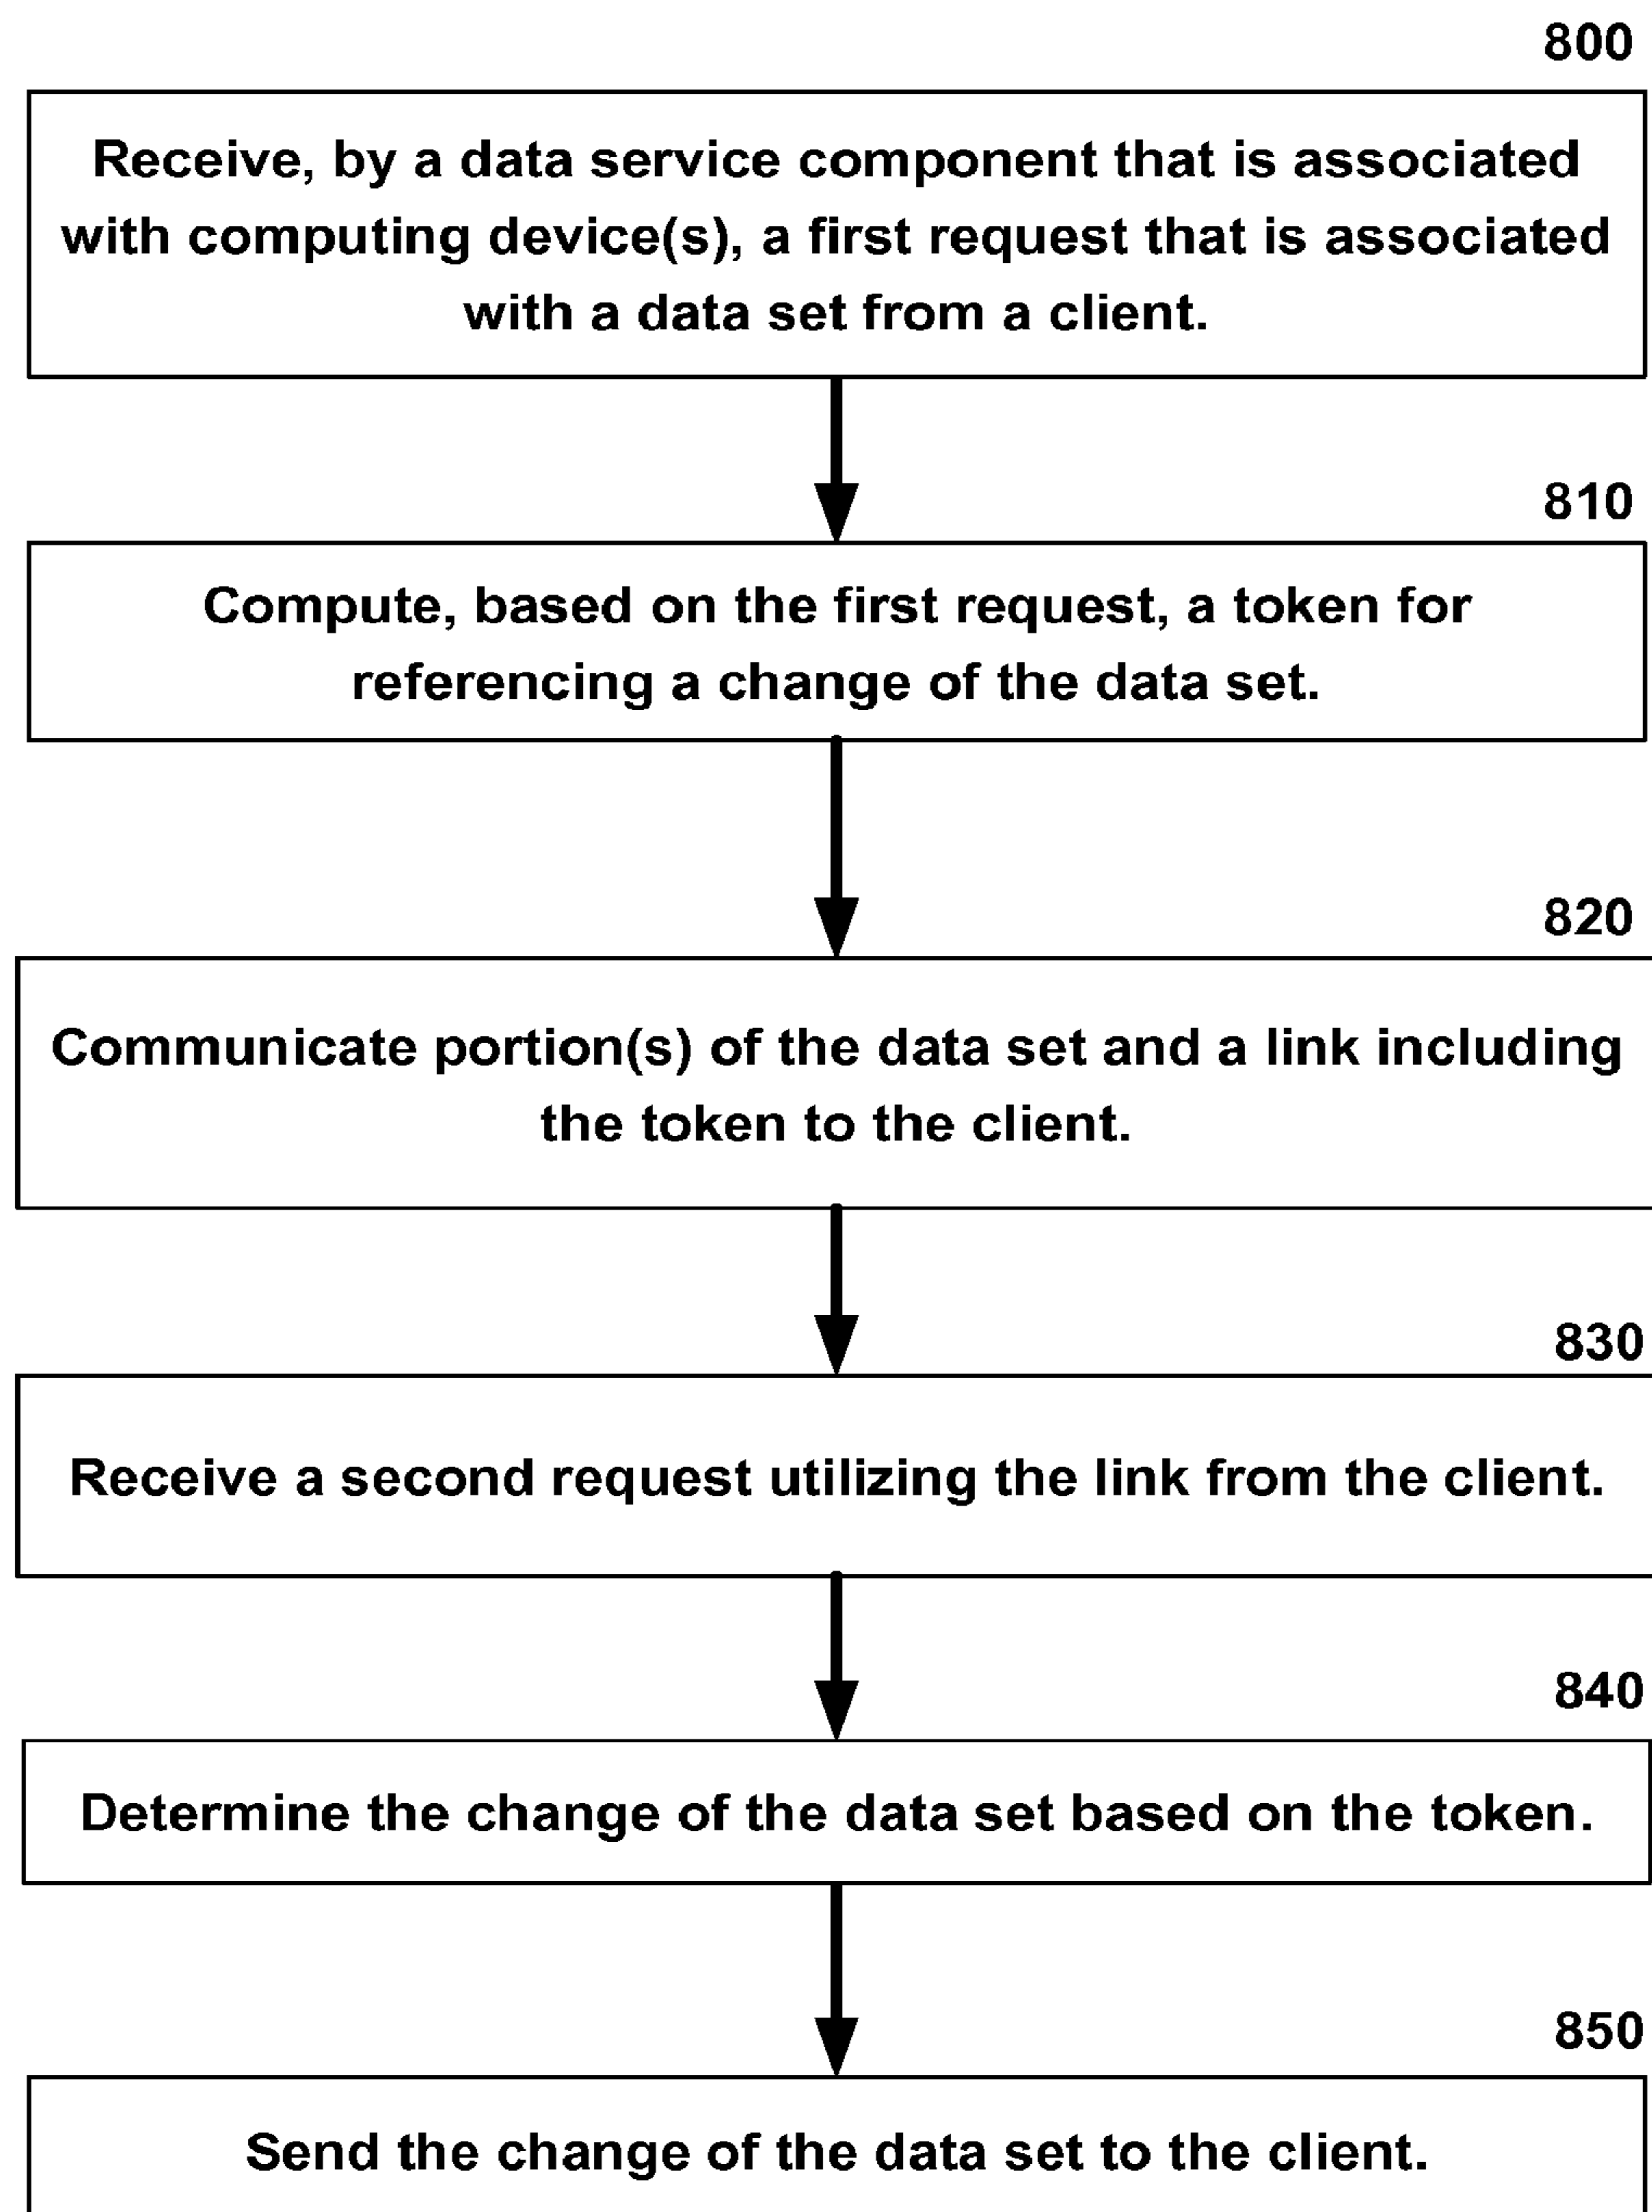 800
Receive, by a data service component that is associated
with computing device(s), a first request that is associated
with a data set from a client.
810
Compute, based on the first request, a token for
referencing a change of the data set.
820
Communicate portion(s) of the data set and a link including
the token to the client.
830
Receive a second request utilizing the link from the client.
840
Determine the change of the data set based on the token.
850
Send the change of the data set to the client.